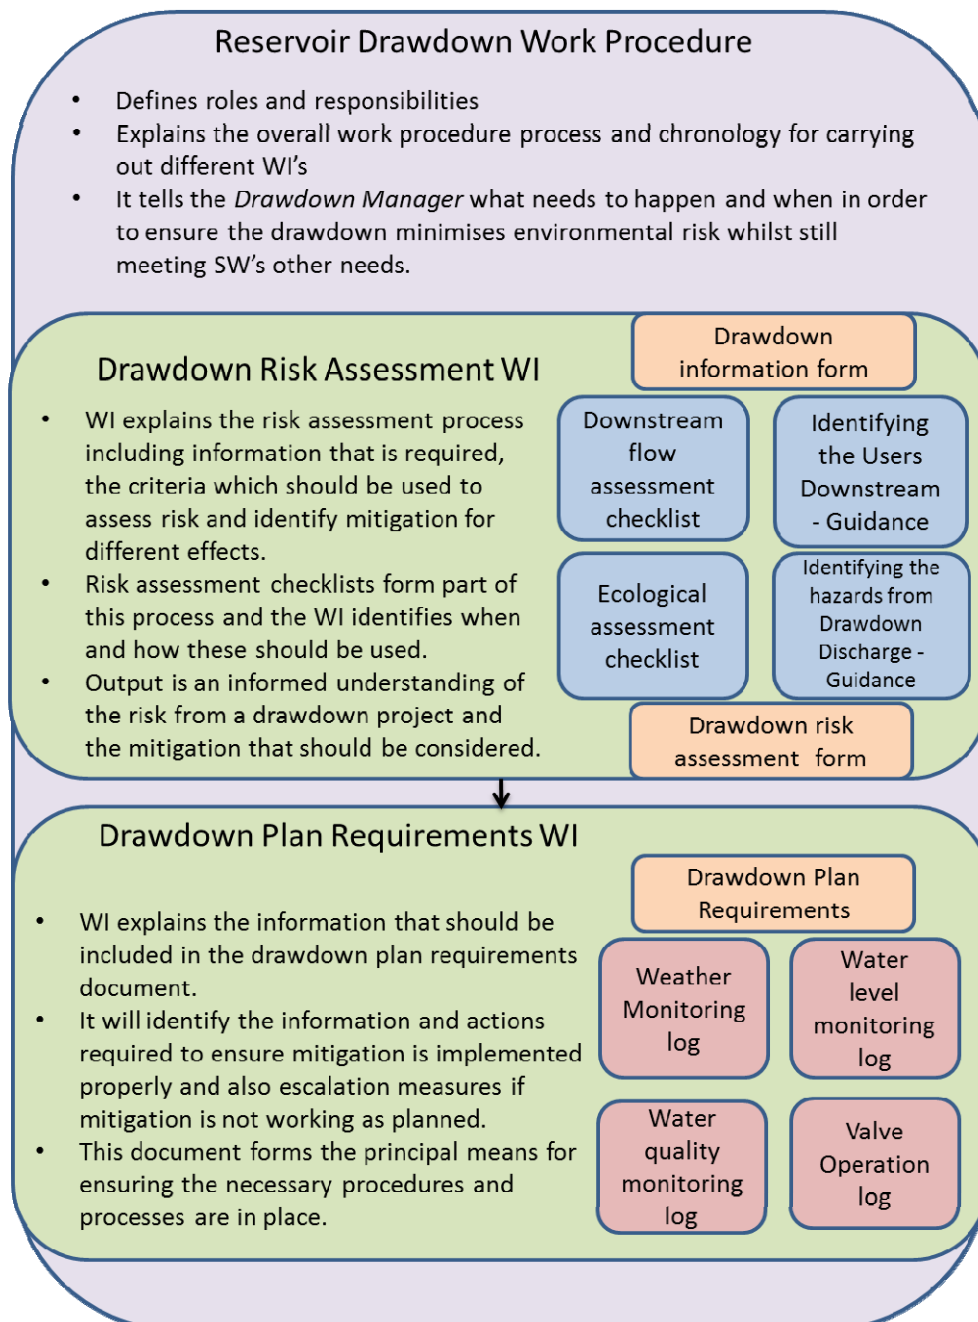 Reservoir Drawdown Work Procedure
• Defines roles and responsibilities
• Explains the overall work procedure process and chronology for carrying
out different WI's
• It tells the Drawdown Manager what needs to happen and when in order
to ensure the drawdown minimises environmental risk whilst still
meeting SW's other needs.
Drawdown Risk Assessment WI
• WI explains the risk assessment process
including information that is required,
the criteria which should be used to
assess risk and identify mitigation for
different effects.
• Risk assessment checklists form part of
this process and the WI identifies when
and how these should be used.
• Output is an informed understanding of
the risk from a drawdown project and
the mitigation that should be considered.
Drawdown
information form
Downstream
flow
assessment
checklist
Identifying
the Users
Downstream
- Guidance
Ecological
assessment
checklist
Identifying the
hazards from
Drawdown
Discharge -
Guidance
Drawdown risk
assessment form
Drawdown Plan Requirements WI
• WI explains the information that should be
included in the drawdown plan requirements
document.
• It will identify the information and actions
required to ensure mitigation is implemented
properly and also escalation measures if
mitigation is not working as planned.
• This document forms the principal means for
ensuring the necessary procedures and
processes are in place.
Drawdown Plan
Requirements
Weather
Monitoring
log
Water
level
monitoring
log
Water
quality
monitoring
log
Valve
Operation
log